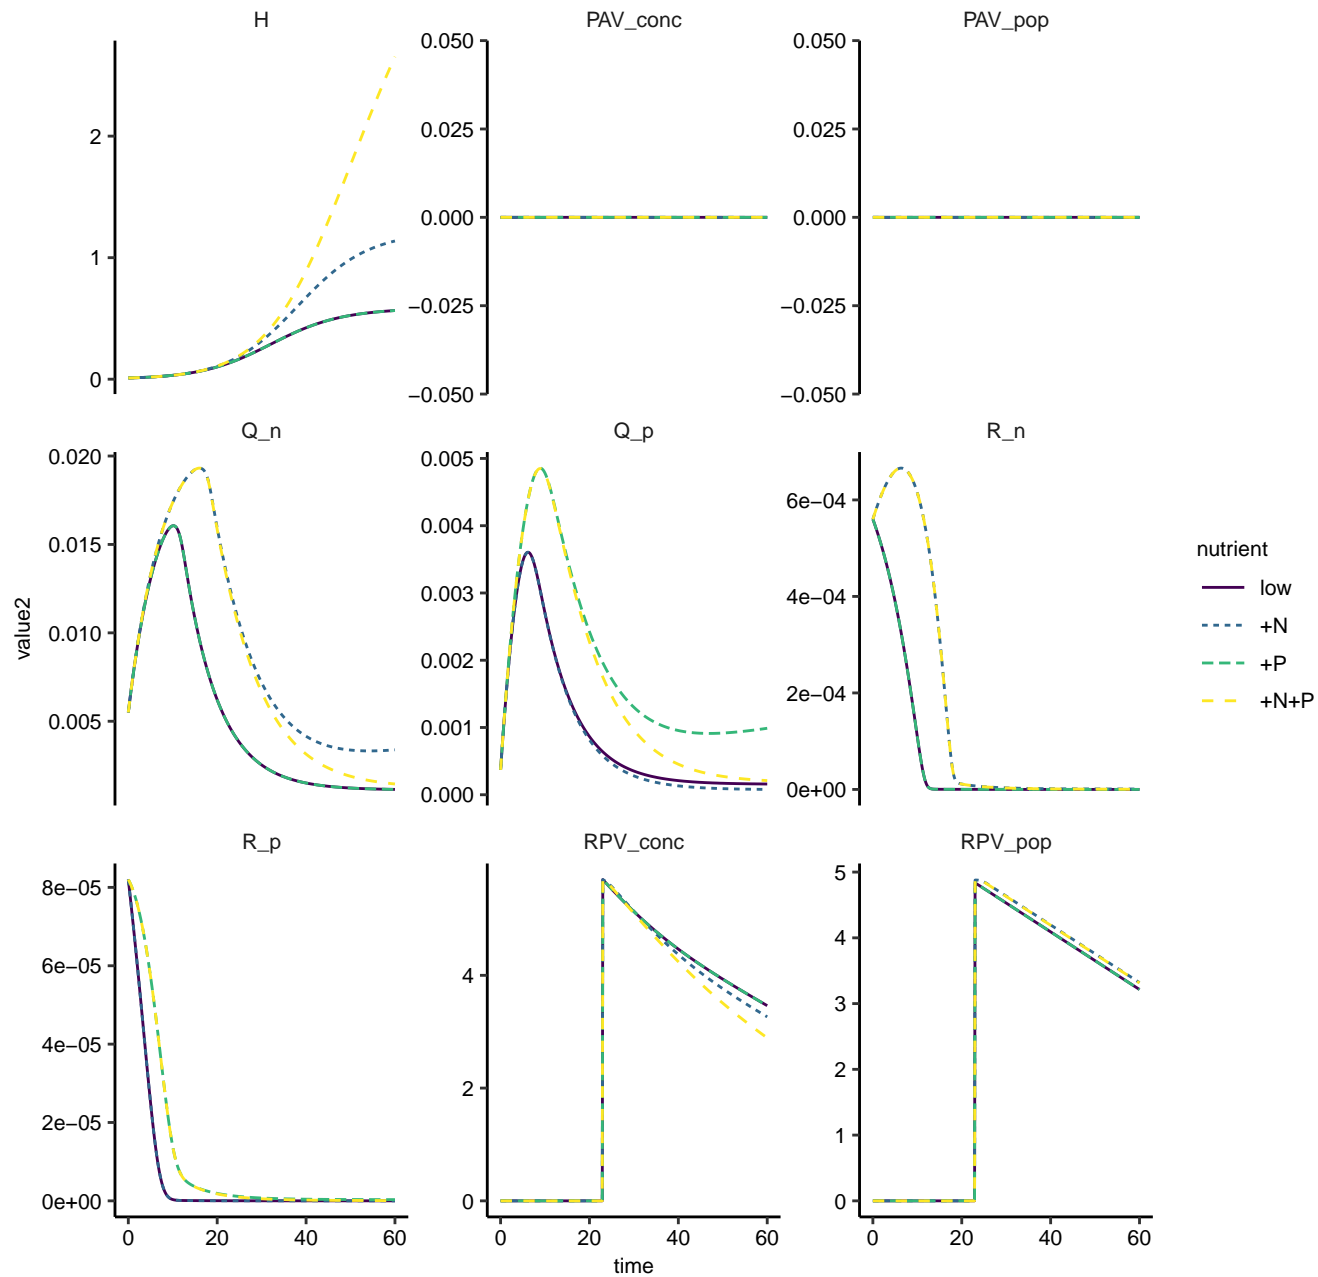 H
PAV_conc
PAV_pop
2
1
0
0.050
0.025
0.000
−0.025
−0.050
0.050
0.025
0.000
−0.025
−0.050
Q_n
Q_p
R_n
0.020
0.015
0.010
0.005
0.005
0.004
0.003
0.002
0.001
0.000
6e−04
4e−04
2e−04
0e+00
value2
R_p
RPV_conc
RPV_pop
8e−05
6e−05
4e−05
2e−05
0e+00
4
2
0
5
4
3
2
1
0
0 20 40 60
0 20 40 60
0 20 40 60
time
nutrient
low
+N
+P
+N+P